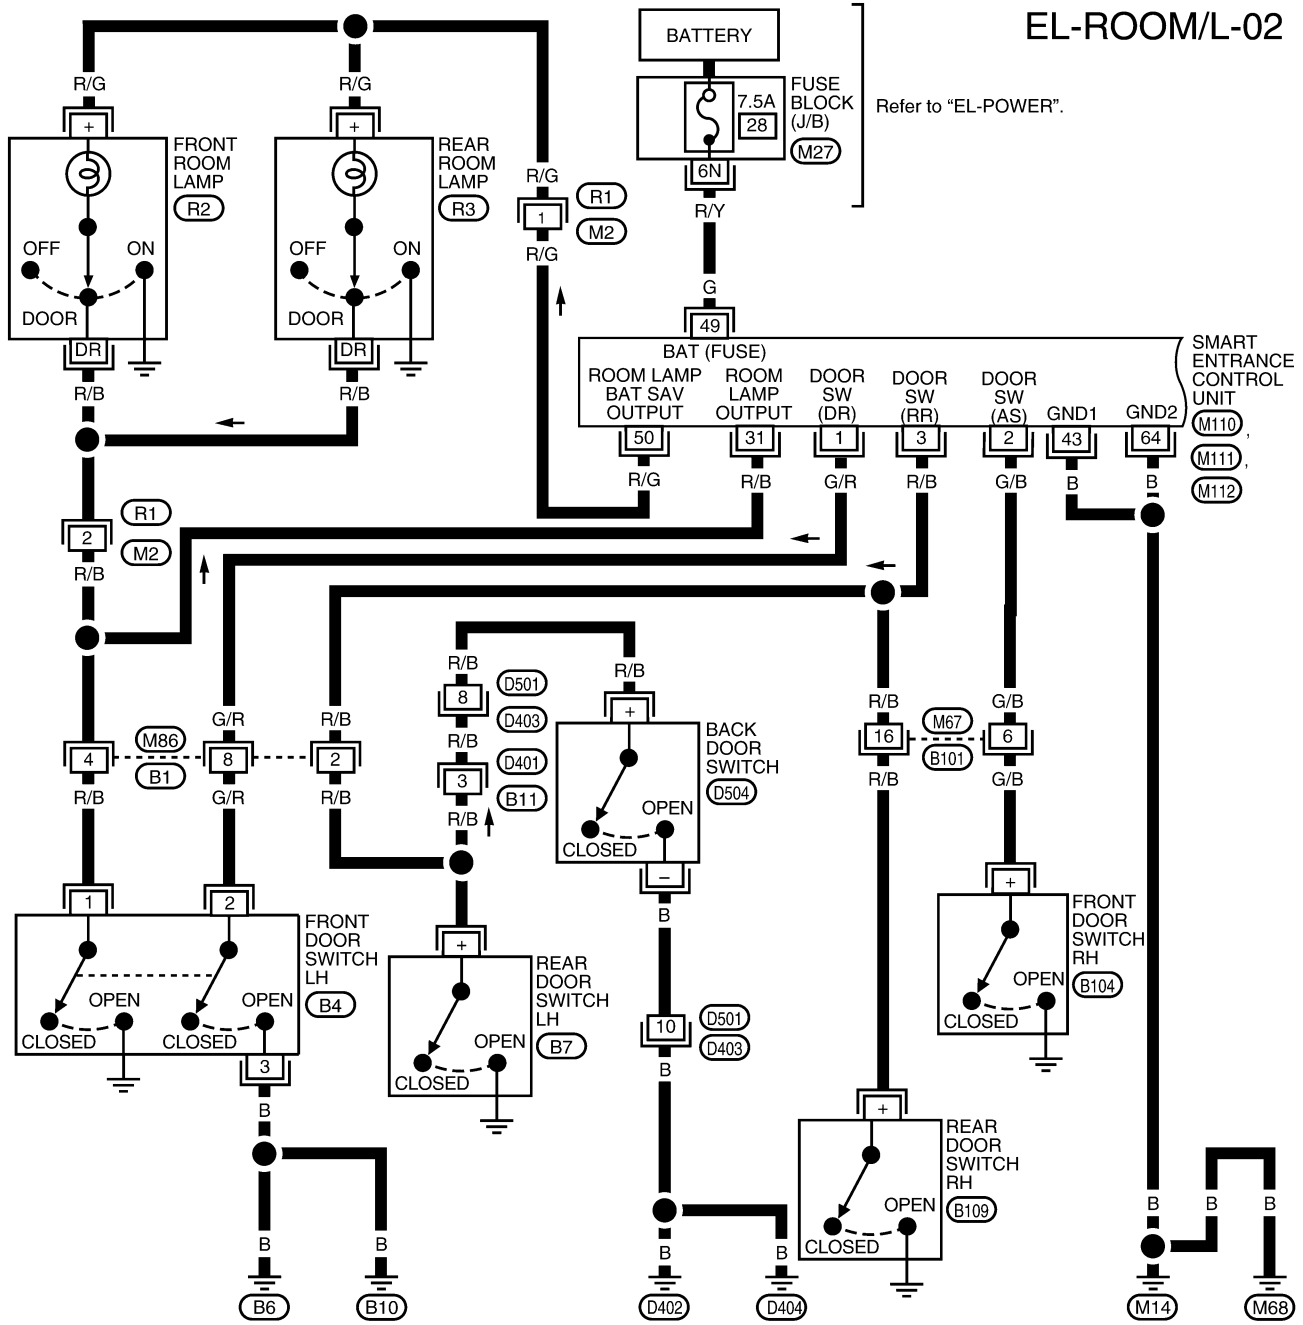 EL-ROOM/L-02
BATTERY
7.5A
28
FUSE
BLOCK
(J/B)
M27
Refer to “EL-POWER”.
6N
R/Y
G
49
R/G
R/G
+
+
FRONT
ROOM
LAMP
R2
REAR
ROOM
LAMP
R3
R/G
1
R1
M2
R/G
OFF
ON
DOOR
DR
OFF
ON
DOOR
DR
R/B
R/B
BAT (FUSE)
ROOM LAMP
BAT SAV
OUTPUT
ROOM
LAMP
OUTPUT
DOOR
SW
(DR)
DOOR
SW
(RR)
DOOR
SW
(AS)
GND1
GND2
SMART
ENTRANCE
CONTROL
UNIT
M110 ,
M111 ,
M112
50
31
1
3
2
43
64
R/G
R/B
G/R
R/B
G/B
B
B
2
R1
M2
R/B
R/B
8
D501
D403
R/B
3
D401
B11
R/B
R/B
+
BACK
DOOR
SWITCH
D504
OPEN
CLOSED
–
B
G/R
R/B
4
M86
B1
8
2
R/B
G/R
R/B
R/B
G/B
16
M67
B101
6
R/B
G/B
1
2
FRONT
DOOR
SWITCH
LH
B4
OPEN
CLOSED
OPEN
CLOSED
3
B
+
REAR
DOOR
SWITCH
LH
B7
OPEN
CLOSED
10
D501
D403
B
+
FRONT
DOOR
SWITCH
RH
B104
OPEN
CLOSED
+
REAR
DOOR
SWITCH
RH
B109
OPEN
CLOSED
B
B
B
B
B
B
B
B6
B10
D402
D404
M14
M68